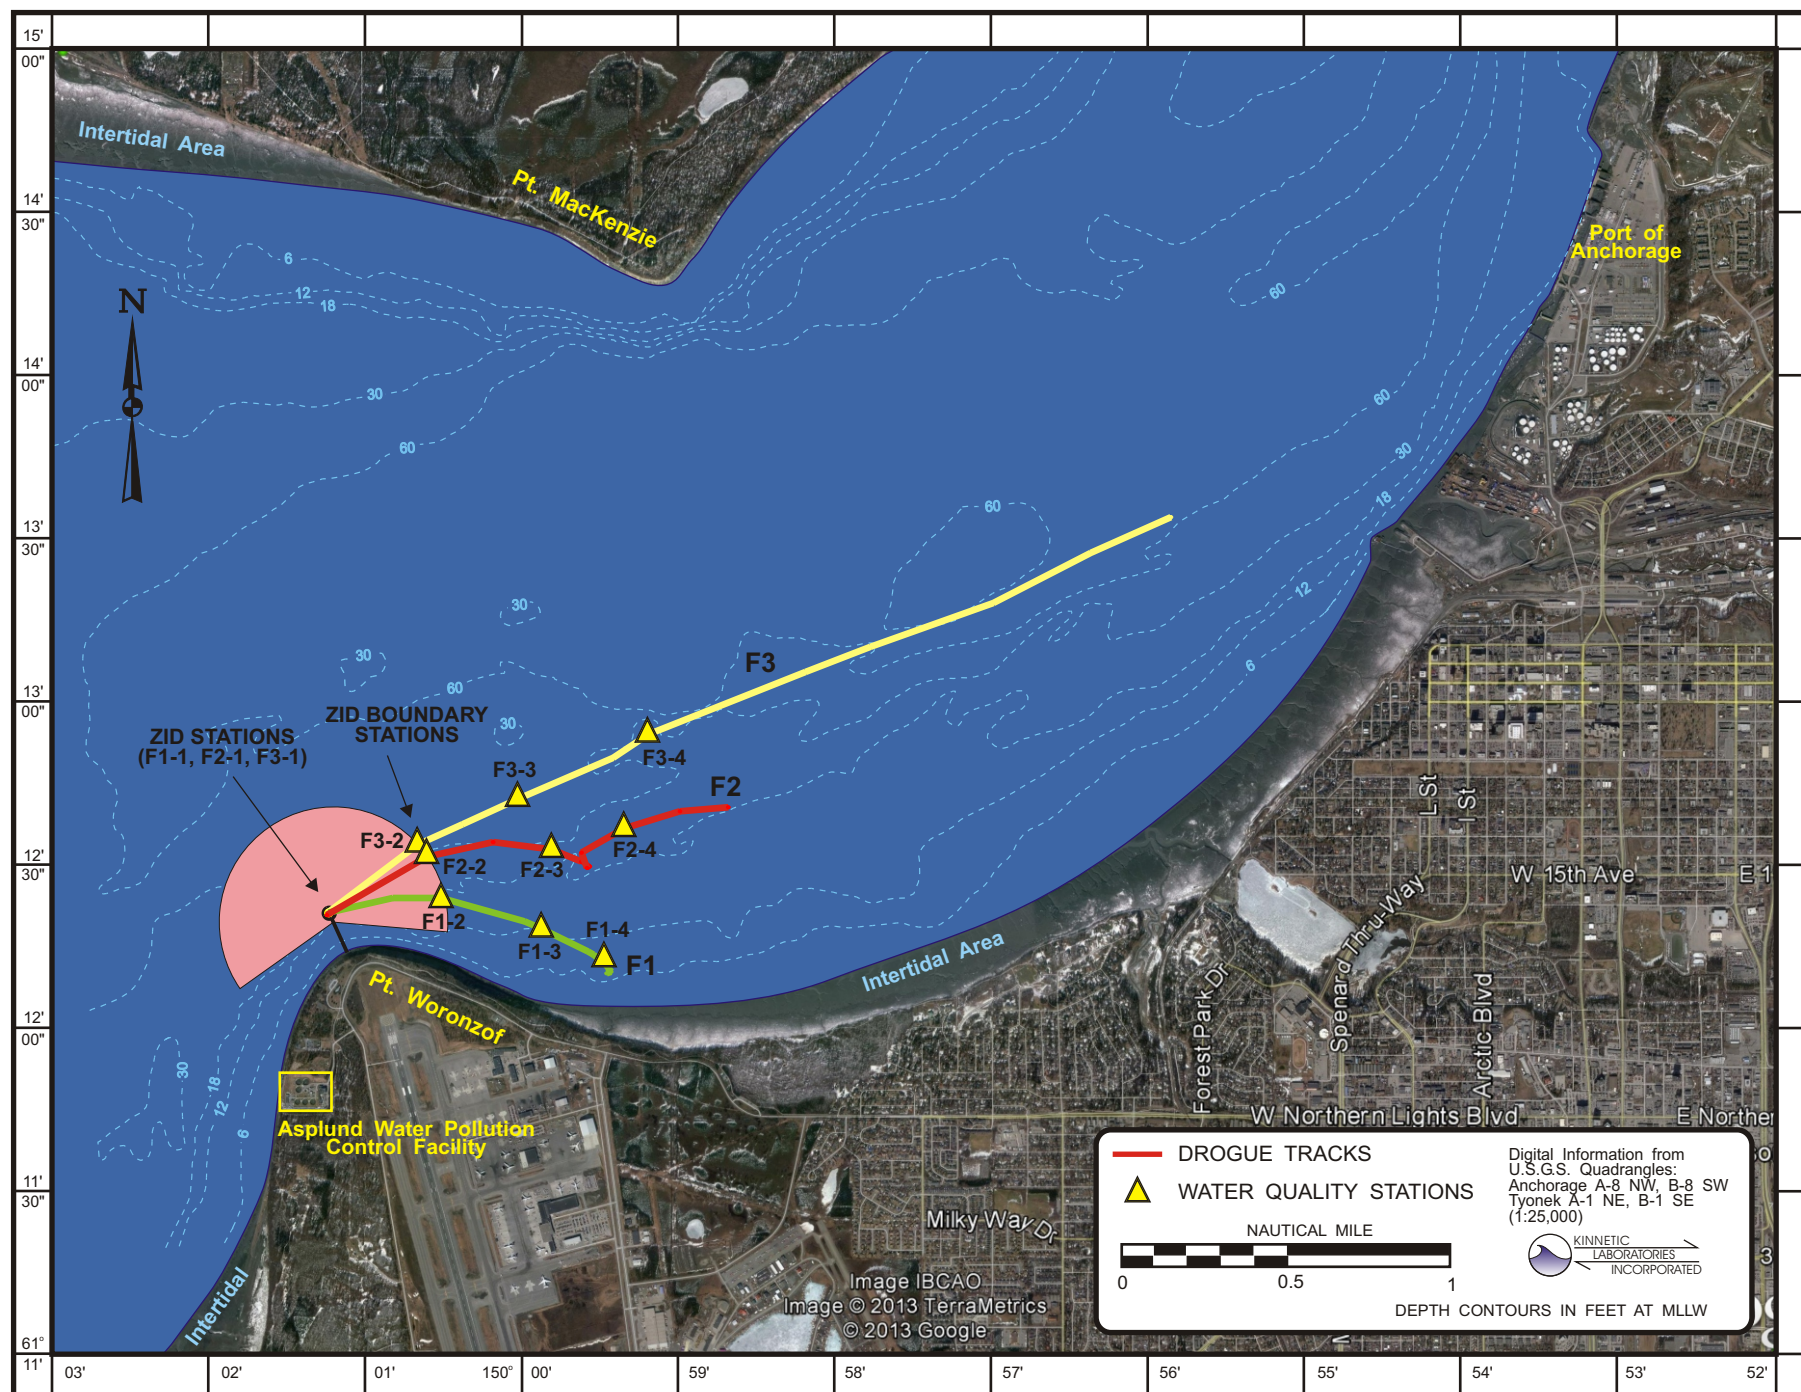 15'
00"
14'
30"
14'
00"
13'
30"
13'
00"
12'
30"
12'
00"
11'
30"
61°
11'
03'
02'
01'
150° 00'
59'
58'
57'
56'
55'
54'
53'
52'
Intertidal Area
Pt. MacKenzie
Port of
Anchorage
N
6
12
18
30
60
60
60
30
18
12
6
60
30
30
60
30
F3
ZID BOUNDARY
STATIONS
ZID STATIONS
(F1-1, F2-1, F3-1)
F3-3
F3-4
F2
F3-2
F2-2
F2-3
F2-4
F1-2
F1-3
F1-4
F1
Intertidal Area
Pt. Woronzof
30
18
12
6
Asplund Water Pollution
Control Facility
Intertidal
L St
I St
W 15th Ave
E 1
Spenard Thru-Way
Forest Park Dr
Arctic Blvd
W Northern Lights Blvd
E Norther
Milky Way Dr
Image IBCAO
Image © 2013 TerraMetrics
© 2013 Google
DROGUE TRACKS
WATER QUALITY STATIONS
NAUTICAL MILE
0
0.5
1
Digital Information from
U.S.G.S. Quadrangles:
Anchorage A-8 NW, B-8 SW
Tyonek A-1 NE, B-1 SE
(1:25,000)
KINNETIC
LABORATORIES
INCORPORATED
DEPTH CONTOURS IN FEET AT MLLW